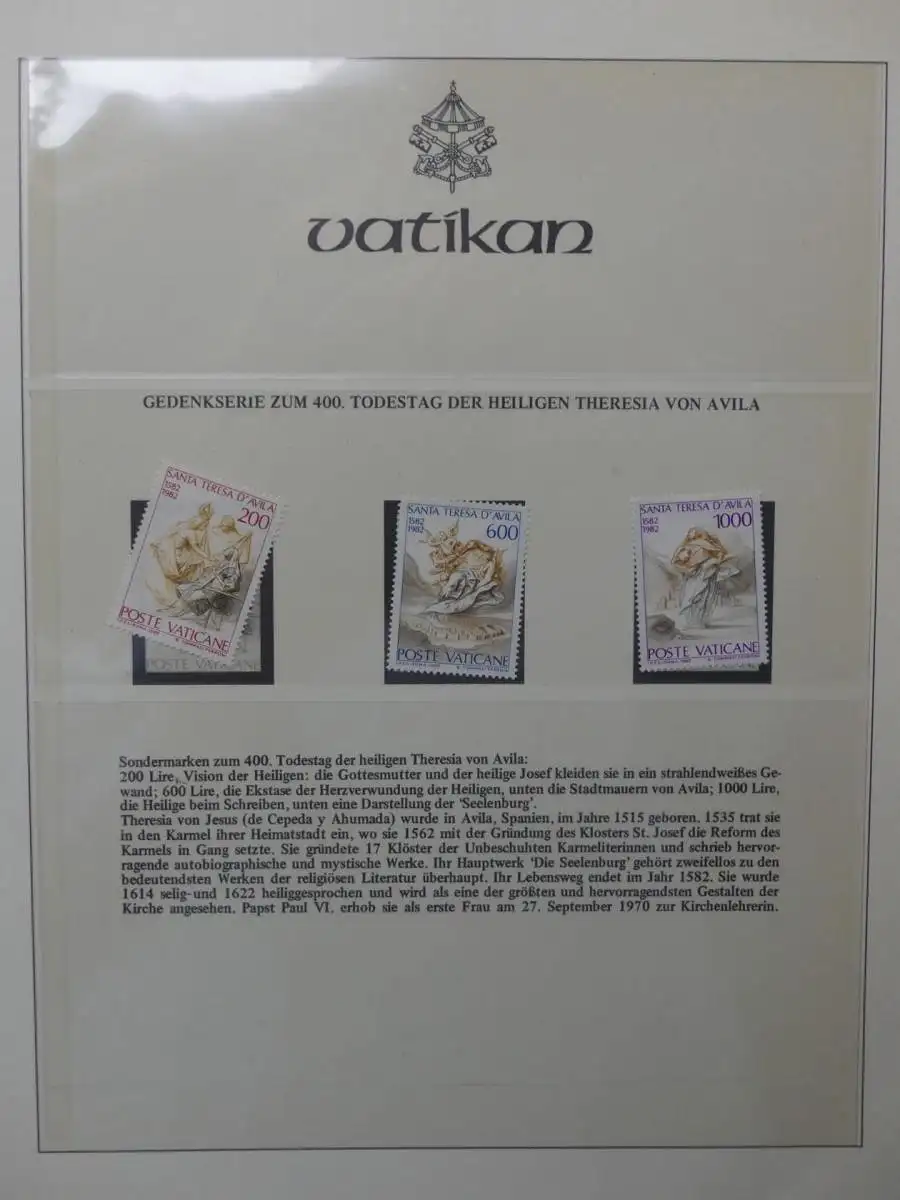 vatíkan
GEDENKSERIE ZUM 400. TODESTAG DER HEILIGEN THERESIA VON AVILA
SANTA TERESA D'AVILA
1582
1982
200
POSTE VATICANE
POSTE VATICANE
SANTA TERESA D'AVILA
1582
1982
600
POSTE VATICANE
SANTA TERESA D'AVILA
1582
1982
1000
POSTE VATICANE
Sondermarken zum 400. Todestag der heiligen Theresia von Avila:
200 Lire, Vision der Heiligen: die Gottesmutter und der heilige Josef kleiden sie in ein strahlendweißes Ge-
wand; 600 Lire, die Ekstase der Herzverwundung der Heiligen, unten die Stadtmauern von Avila; 1000 Lire,
die Heilige beim Schreiben, unten eine Darstellung der 'Seelenburg'.
Theresia von Jesus (de Cepeda y Ahumada) wurde in Avila, Spanien, im Jahre 1515 geboren. 1535 trat sie
in den Karmel ihrer Heimatstadt ein, wo sie 1562 mit der Gründung des Klosters St. Josef die Reform des
Karmels in Gang setzte. Sie gründete 17 Klöster der Unbeschuhten Karmeliterinnen und schrieb hervor-
ragende autobiographische und mystische Werke. Ihr Hauptwerk 'Die Seelenburg' gehört zweifellos zu den
bedeutendsten Werken der religiösen Literatur überhaupt. Ihr Lebensweg endet im Jahr 1582. Sie wurde
1614 selig-und 1622 heiliggesprochen und wird als eine der größten und hervorragendsten Gestalten der
Kirche angesehen. Papst Paul VI. erhob sie als erste Frau am 27. September 1970 zur Kirchenlehrerin.